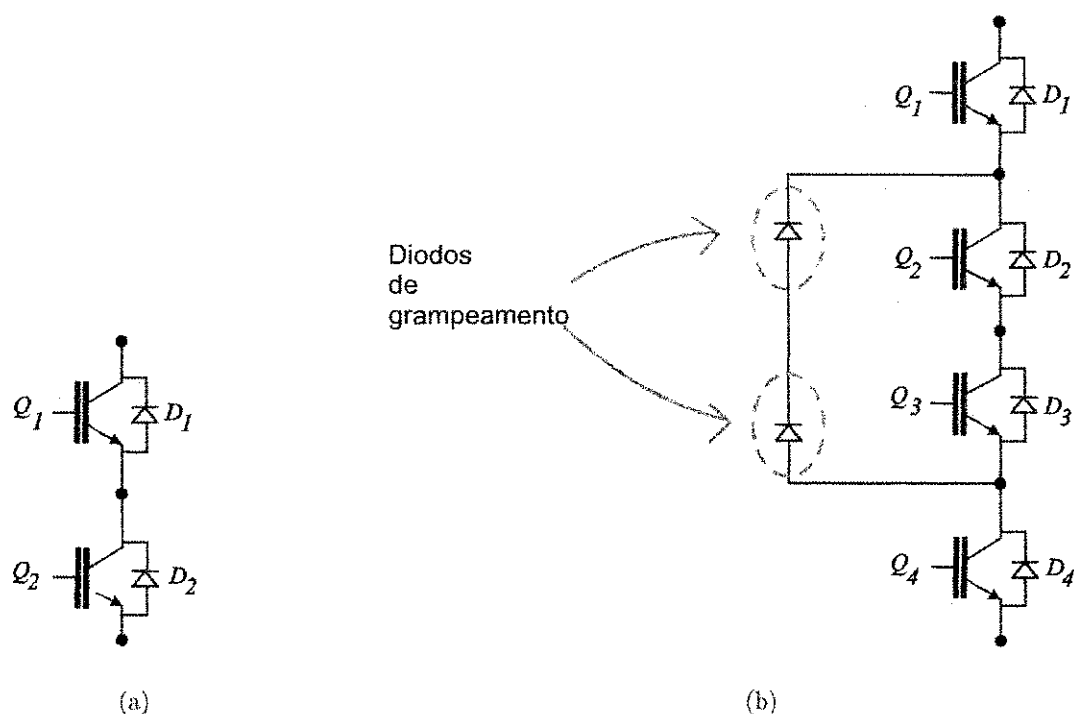 Q1
D1
Q2
D2
(a)
Diodos
de
grampeamento
Q1
D1
Q2
D2
Q3
D3
Q4
D4
(b)